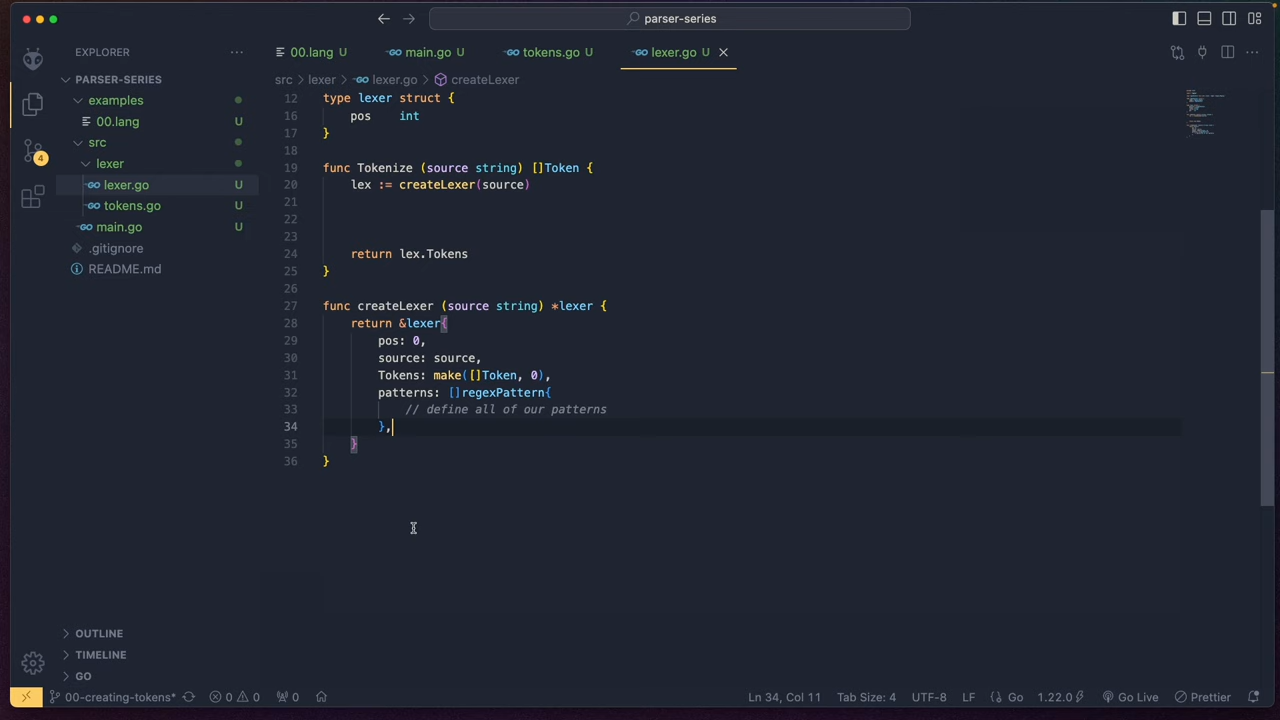 parser-series
EXPLORER
PARSER-SERIES
examples
00.lang U
src
lexer
lexer.go U
tokens.go U
main.go U
.gitignore
README.md
OUTLINE
TIMELINE
GO
00.lang U main.go U tokens.go U lexer.go U
src > lexer > lexer.go > createLexer
12 type lexer struct {
16 pos int
17 }
18
19 func Tokenize (source string) []Token {
20 lex := createLexer(source)
21
22
23
24 return lex.Tokens
25 }
26
27 func createLexer (source string) *lexer {
28 return &lexer{
29 pos: 0,
30 source: source,
31 Tokens: make([]Token, 0),
32 patterns: []regexPattern{
33 // define all of our patterns
34 },
35 }
36 }
4
00-creating-tokens* 0 0 0 Ln 34, Col 11 Tab Size: 4 UTF-8 LF Go 1.22.0 Go Live Prettier